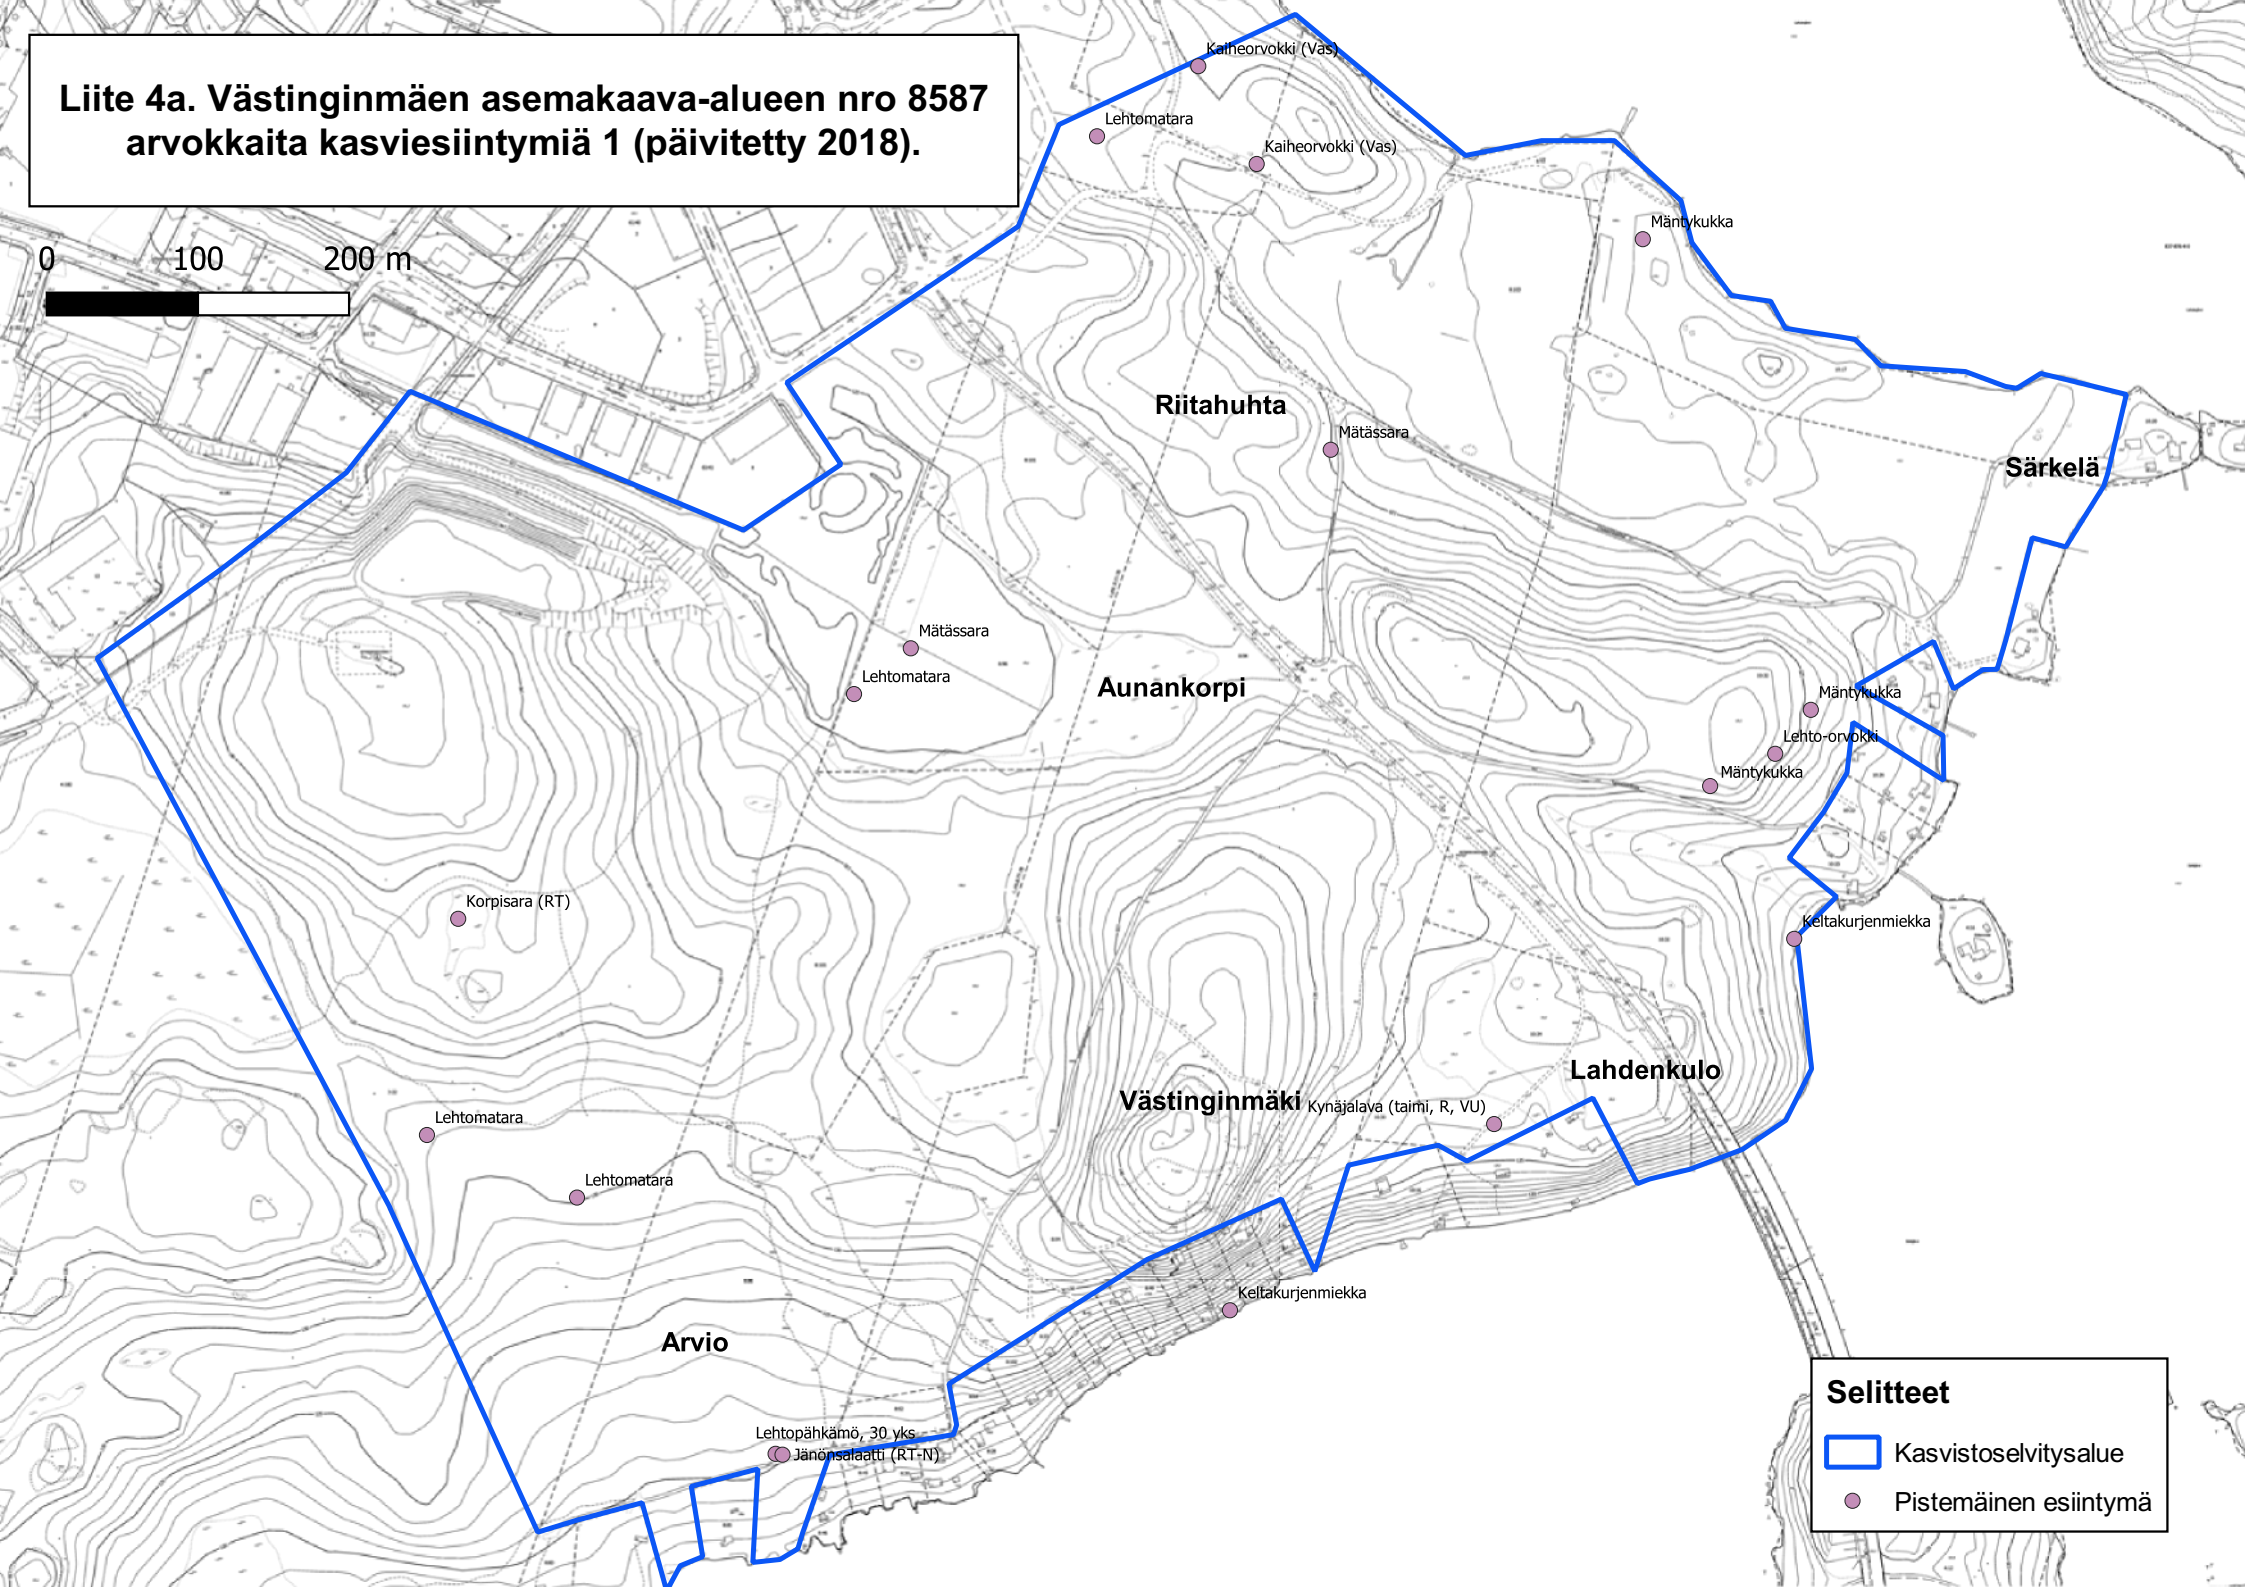 Liite 4a. Västinginmäen asemakaava-alueen nro 8587
arvokkaita kasviesiintymiä 1 (päivitetty 2018).
0 100 200 m
Kaiheorvokki (Vas)
Lehtomatara
Kaiheorvokki (Vas)
Mäntykukka
Riitahuhta
Mätässara
Särkelä
Mätässara
Lehtomatara
Aunankorpi
Mäntykukka
Lehto-orvokki
Mäntykukka
Korpisara (RT)
Keltakurjenmiekka
Lahdenkulo
Västinginmäki
Kynäjalava (taimi, R, VU)
Lehtomatara
Lehtomatara
Keltakurjenmiekka
Arvio
Lehtopähkämö, 30 yks
Jänönsalaatti (RT-N)
Selitteet
Kasvistoselvitysalue
Pistemäinen esiintymä